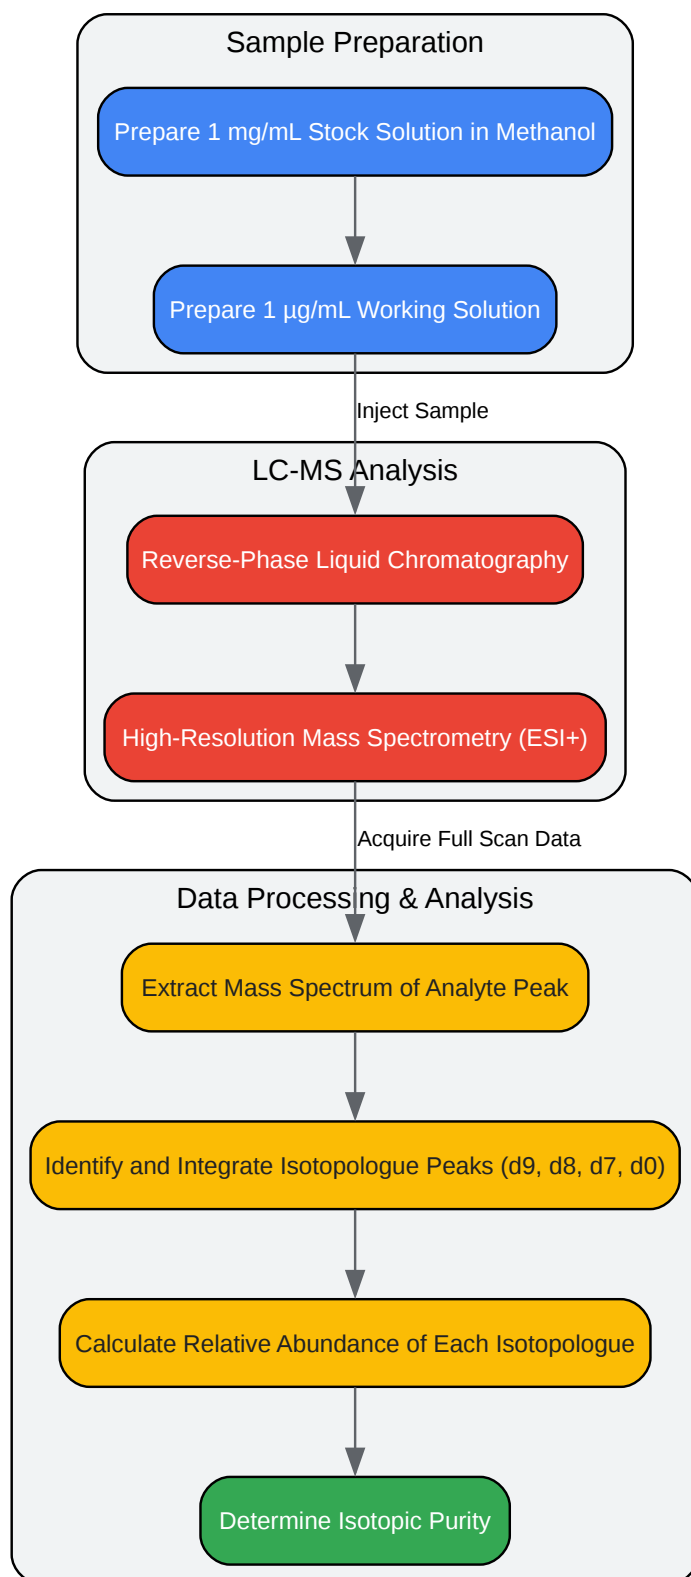 Sample Preparation
Prepare 1 mg/mL Stock Solution in Methanol
Prepare 1 µg/mL Working Solution
Inject Sample
LC-MS Analysis
Reverse-Phase Liquid Chromatography
High-Resolution Mass Spectrometry (ESI+)
Acquire Full Scan Data
Data Processing & Analysis
Extract Mass Spectrum of Analyte Peak
Identify and Integrate Isotopologue Peaks (d9, d8, d7, d0)
Calculate Relative Abundance of Each Isotopologue
Determine Isotopic Purity